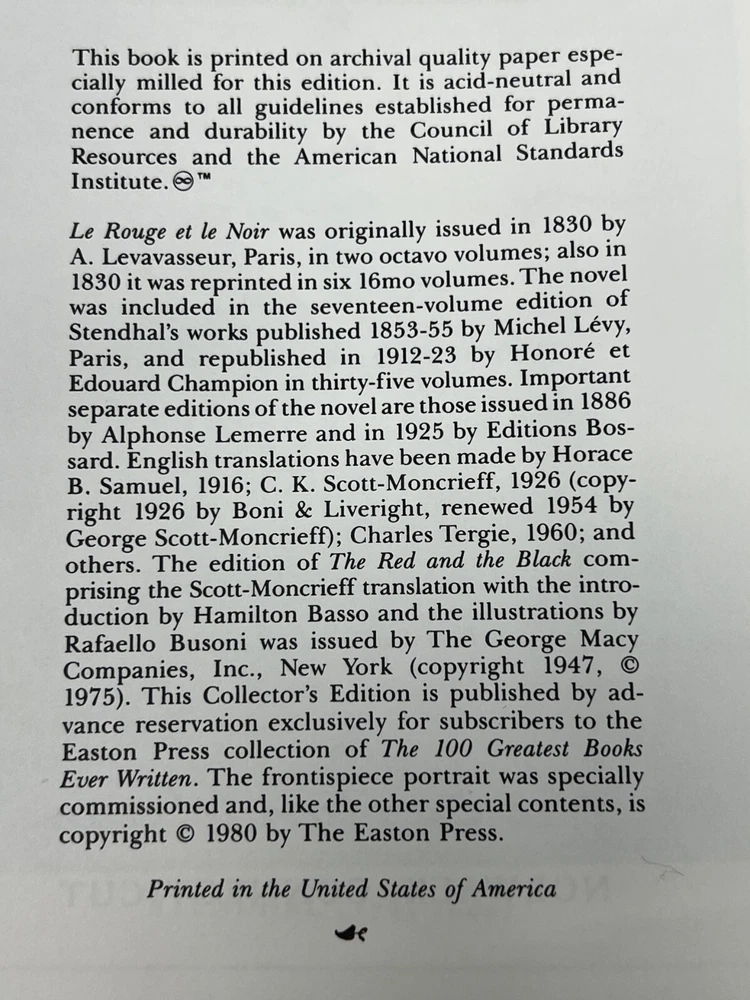 This book is printed on archival quality paper espe-
cially milled for this edition. It is acid-neutral and
conforms to all guidelines established for perma-
nence and durability by the Council of Library
Resources and the American National Standards
Institute. ♾™
Le Rouge et le Noir was originally issued in 1830 by
A. Levavasseur, Paris, in two octavo volumes; also in
1830 it was reprinted in six 16mo volumes. The novel
was included in the seventeen-volume edition of
Stendhal's works published 1853-55 by Michel Lévy,
Paris, and republished in 1912-23 by Honoré et
Edouard Champion in thirty-five volumes. Important
separate editions of the novel are those issued in 1886
by Alphonse Lemerre and in 1925 by Editions Bos-
sard. English translations have been made by Horace
B. Samuel, 1916; C. K. Scott-Moncrieff, 1926 (copy-
right 1926 by Boni & Liveright, renewed 1954 by
George Scott-Moncrieff); Charles Tergie, 1960; and
others. The edition of The Red and the Black com-
prising the Scott-Moncrieff translation with the intro-
duction by Hamilton Basso and the illustrations by
Rafaello Busoni was issued by The George Macy
Companies, Inc., New York (copyright 1947, ©
1975). This Collector's Edition is published by ad-
vance reservation exclusively for subscribers to the
Easton Press collection of The 100 Greatest Books
Ever Written. The frontispiece portrait was specially
commissioned and, like the other special contents, is
copyright © 1980 by The Easton Press.
Printed in the United States of America